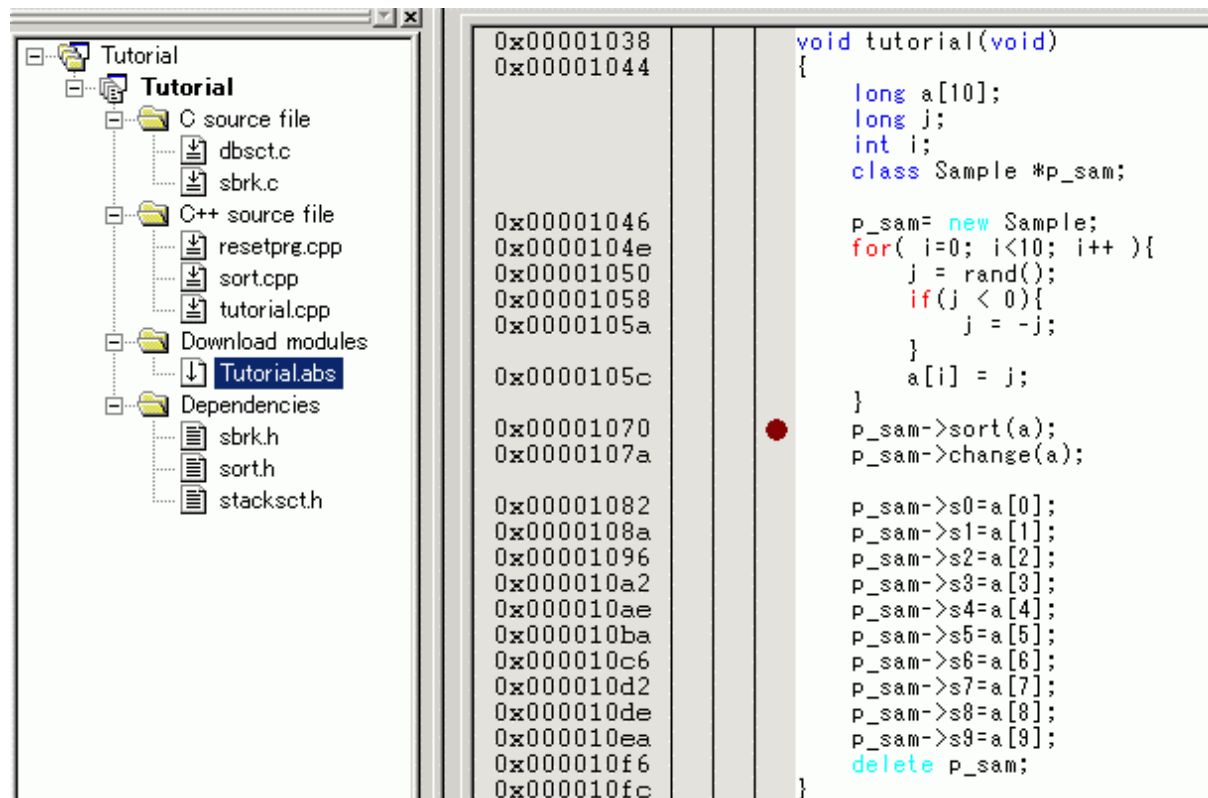 Tutorial
Tutorial
C source file
dbsct.c
sbrk.c
C++ source file
resetprg.cpp
sort.cpp
tutorial.cpp
Download modules
Tutorial.abs
Dependencies
sbrk.h
sort.h
stacksct.h
0x00001038 void tutorial(void)
0x00001044 {
long a[10];
long j;
int i;
class Sample *p_sam;
0x00001046 p_sam= new Sample;
0x0000104e for( i=0; i<10; i++ ){
0x00001050 j = rand();
0x00001058 if(j < 0){
0x0000105a j = -j;
}
0x0000105c a[i] = j;
}
0x00001070 p_sam->sort(a);
0x0000107a p_sam->change(a);
0x00001082 p_sam->s0=a[0];
0x0000108a p_sam->s1=a[1];
0x00001096 p_sam->s2=a[2];
0x000010a2 p_sam->s3=a[3];
0x000010ae p_sam->s4=a[4];
0x000010ba p_sam->s5=a[5];
0x000010c6 p_sam->s6=a[6];
0x000010d2 p_sam->s7=a[7];
0x000010de p_sam->s8=a[8];
0x000010ea p_sam->s9=a[9];
0x000010f6 delete p_sam;
0x000010fc }